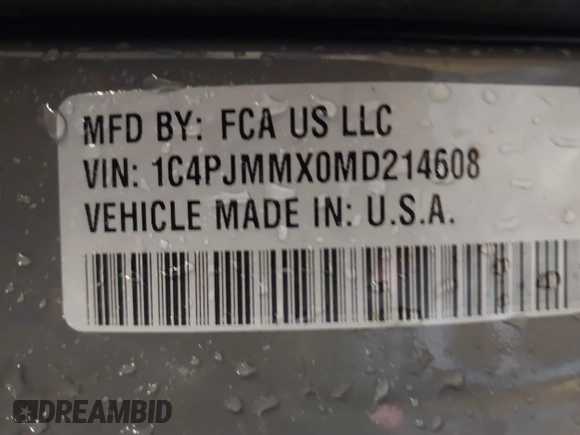 MFD BY: FCA US LLC
VIN: 1C4PJMMX0MD214608
VEHICLE MADE IN: U.S.A.
DREAMBID